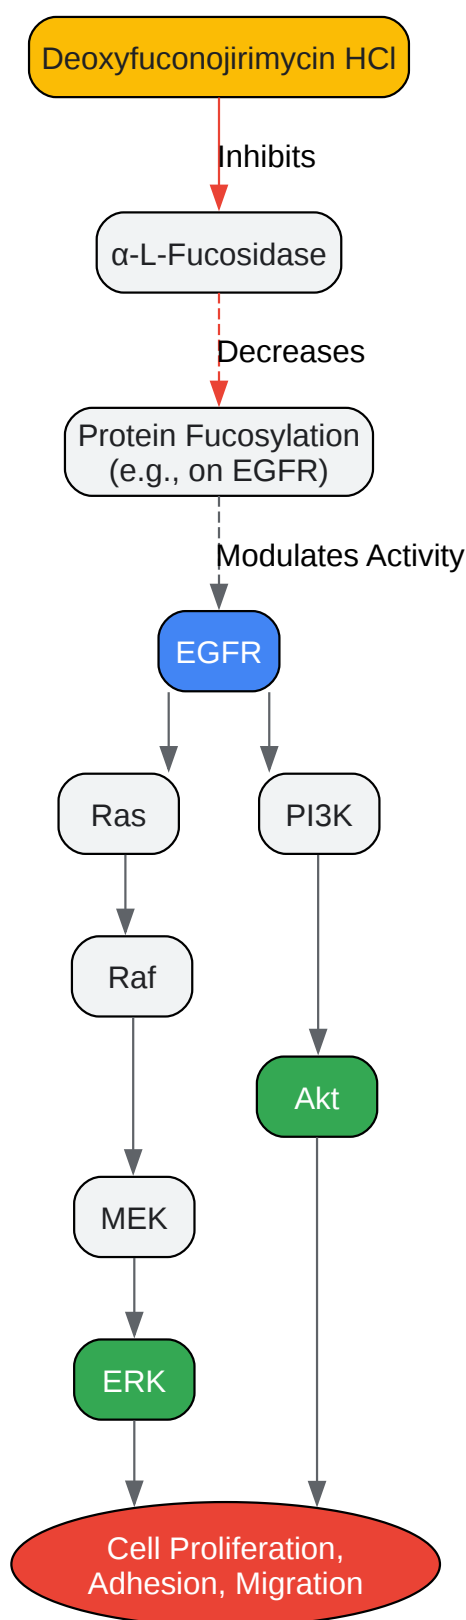 Deoxyfuconojirimycin HCl
Inhibits
α-L-Fucosidase
Decreases
Protein Fucosylation
(e.g., on EGFR)
Modulates Activity
EGFR
Ras
PI3K
Raf
Akt
MEK
ERK
Cell Proliferation,
Adhesion, Migration